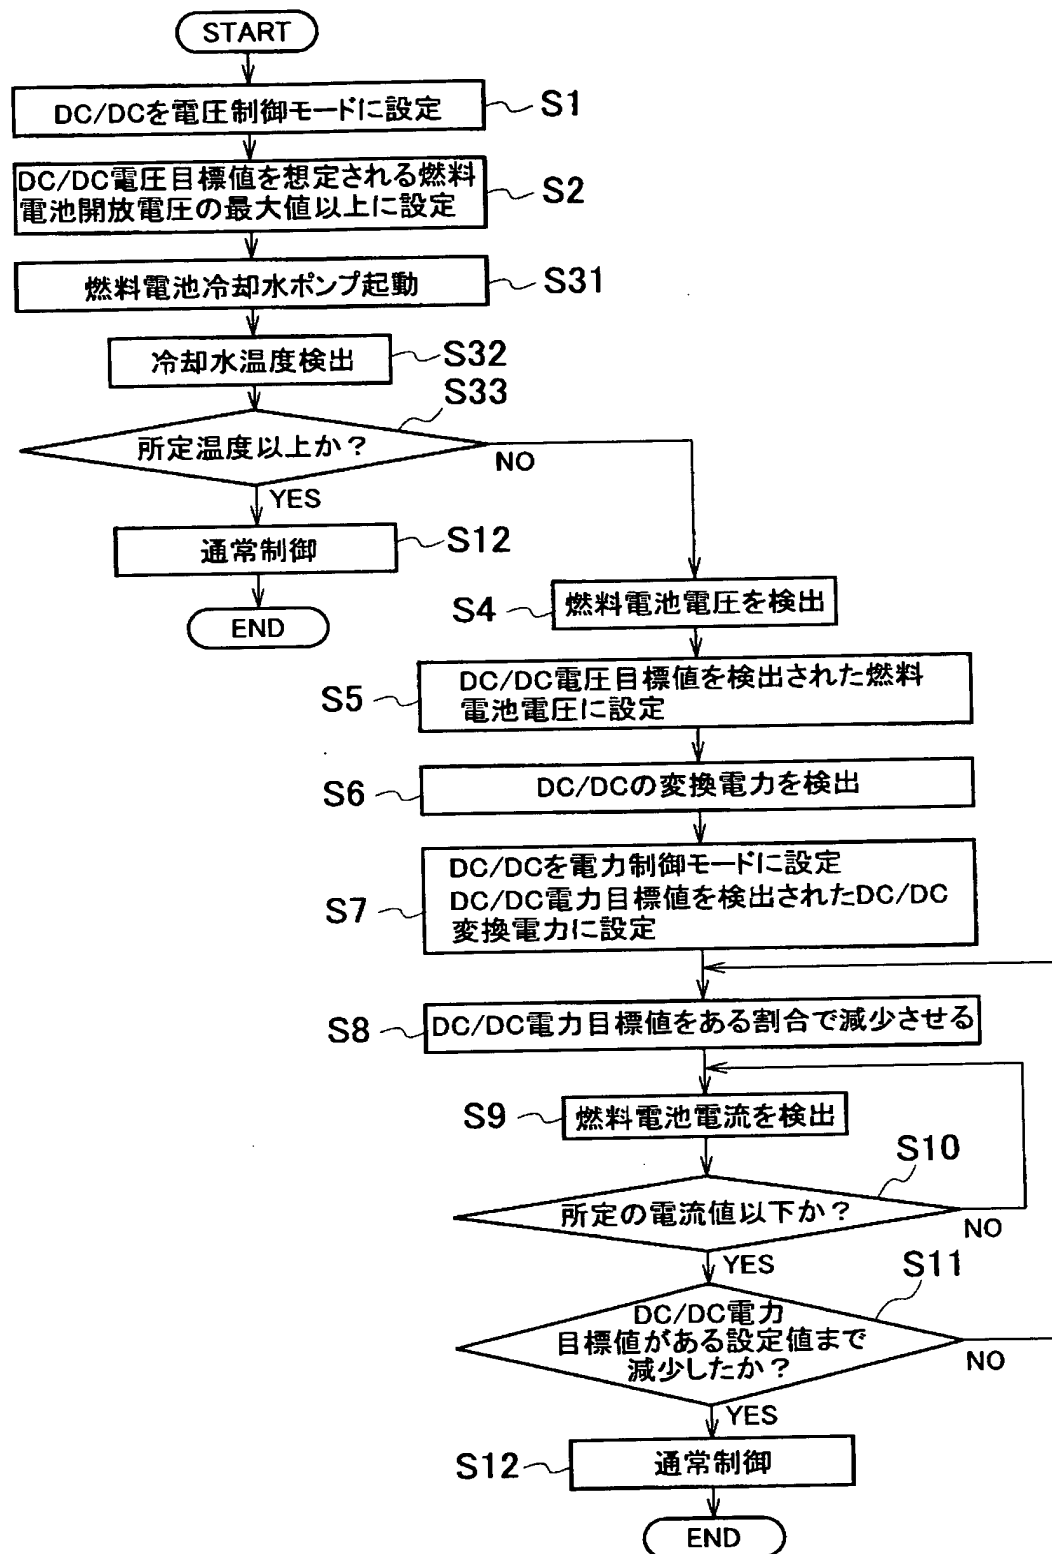 START
DC/DCを電圧制御モードに設定
S1
DC/DC電圧目標値を想定される燃料
電池開放電圧の最大値以上に設定
S2
燃料電池冷却水ポンプ起動
S31
冷却水温度検出
S32
S33
所定温度以上か?
NO
YES
通常制御
S12
END
S4
燃料電池電圧を検出
S5
DC/DC電圧目標値を検出された燃料
電池電圧に設定
S6
DC/DCの変換電力を検出
S7
DC/DCを電力制御モードに設定
DC/DC電力目標値を検出されたDC/DC
変換電力に設定
S8
DC/DC電力目標値をある割合で減少させる
S9
燃料電池電流を検出
S10
所定の電流値以下か?
NO
YES
S11
DC/DC電力
目標値がある設定値まで
減少したか?
NO
YES
S12
通常制御
END